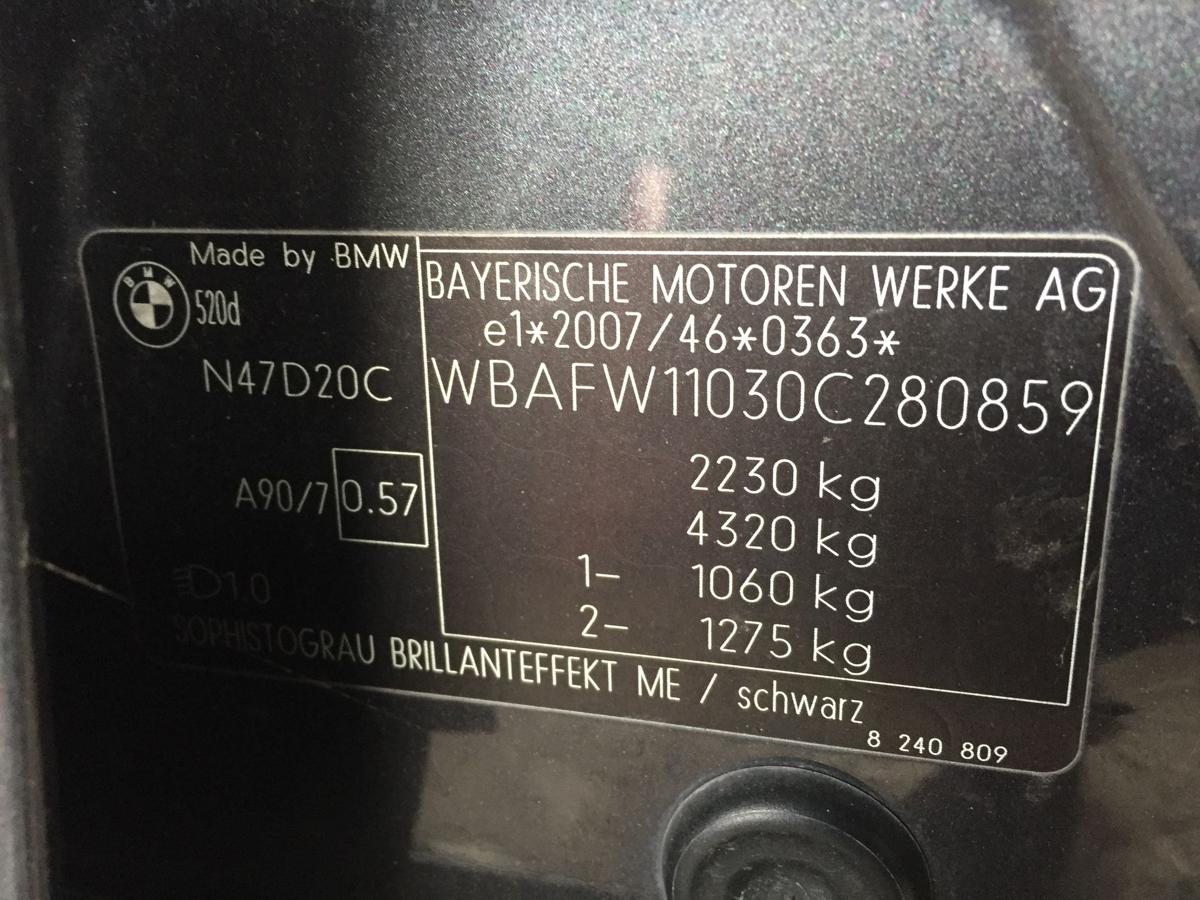 Made by BMW
BMW
520d
N47D20C
A90/7 0.57
D1.0
BAYERISCHE MOTOREN WERKE AG
e1*2007/46*0363*
WBAFW11030C280859
2230 kg
4320 kg
1– 1060 kg
2– 1275 kg
SOPHISTOGRAU BRILLANTEFFEKT ME / schwarz
8 240 809